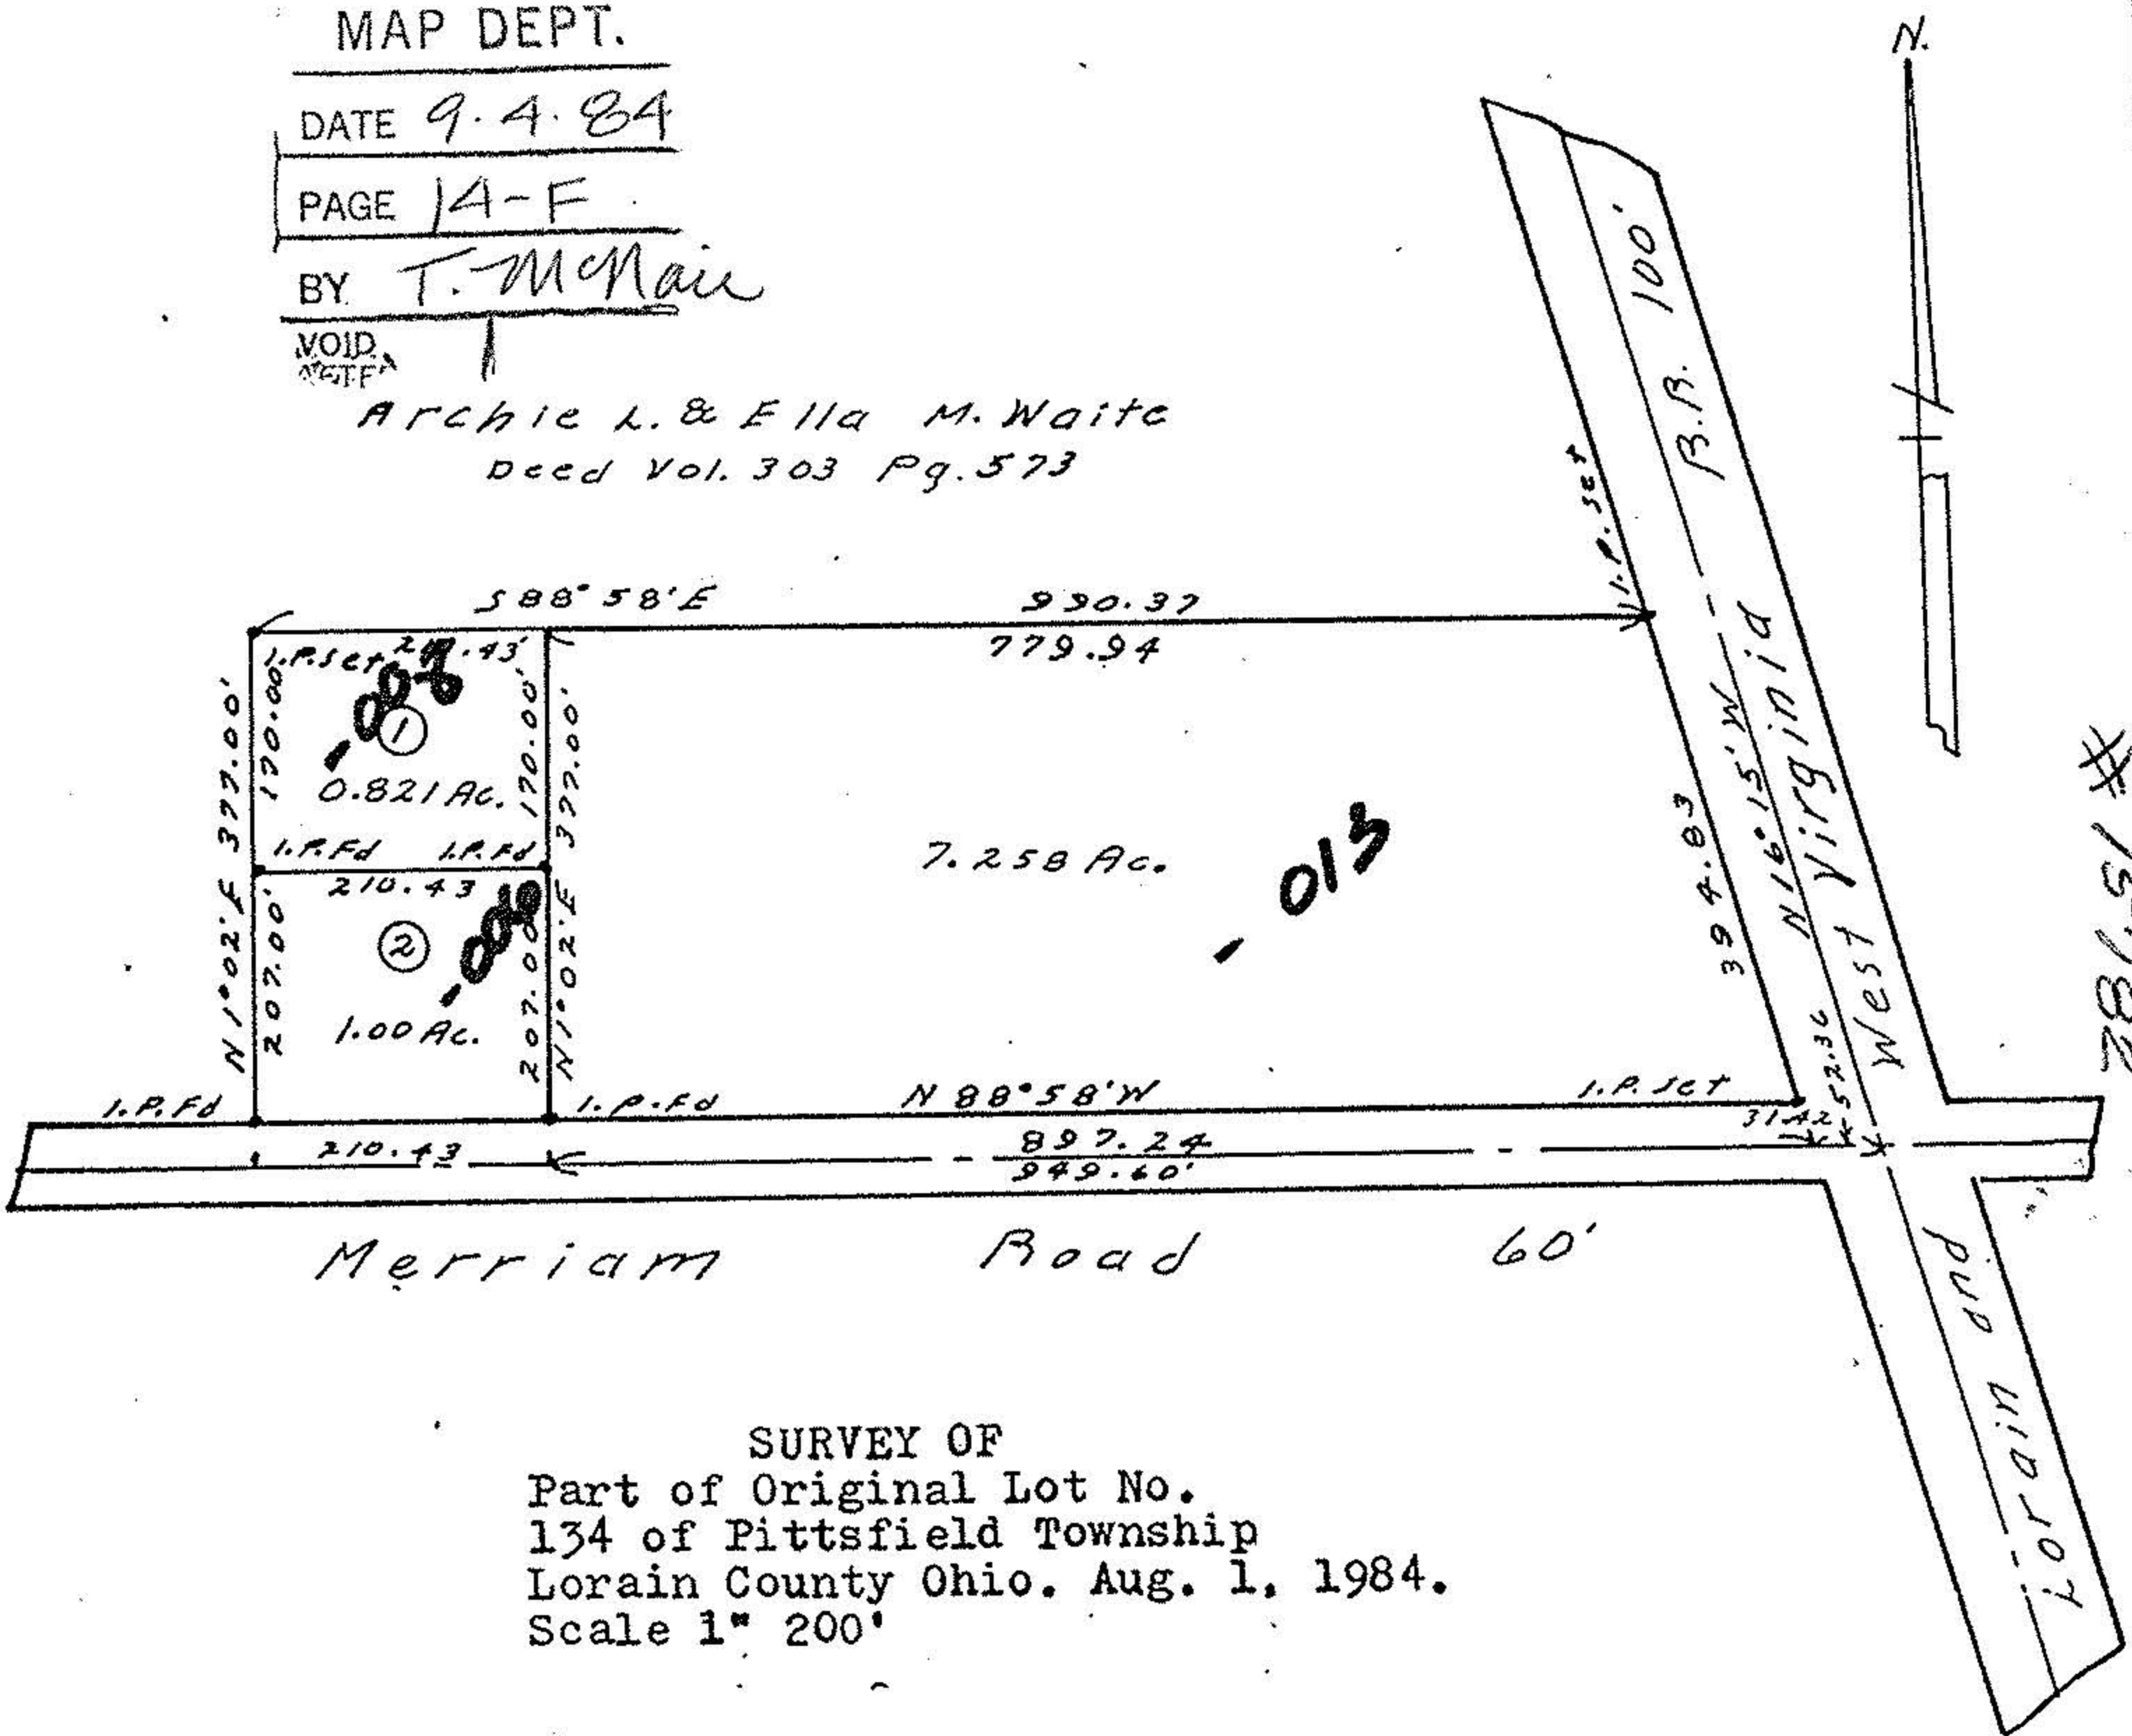 MAP DEPT.
DATE 9.4.84
PAGE 14-F
BY T. McNair
VOID
Archie L. & Ella M. Waite
Deed Vol. 303 Pg. 573
N.
S 88° 58' E 990.37
I.P. set
I.P. Set 210.43' 779.94
N 1° 02' E 377.00'
170.00'
1
0.821 Ac.
170.00'
N 1° 02' E 377.00'
I.P. Fd I.P. Fd
210.43
207.00'
2
1.00 Ac.
207.00'
7.258 Ac.
- 013
394.83
N 16° 15' W
Lorain and West Virginia R.R. 100'
I.P. Fd I.P. Fd N 88° 58' W I.P. Set
31.42 52.36
210.43 897.24
949.60'
Merriam Road 60'
SURVEY OF
Part of Original Lot No.
134 of Pittsfield Township
Lorain County Ohio. Aug. 1, 1984.
Scale 1" 200'